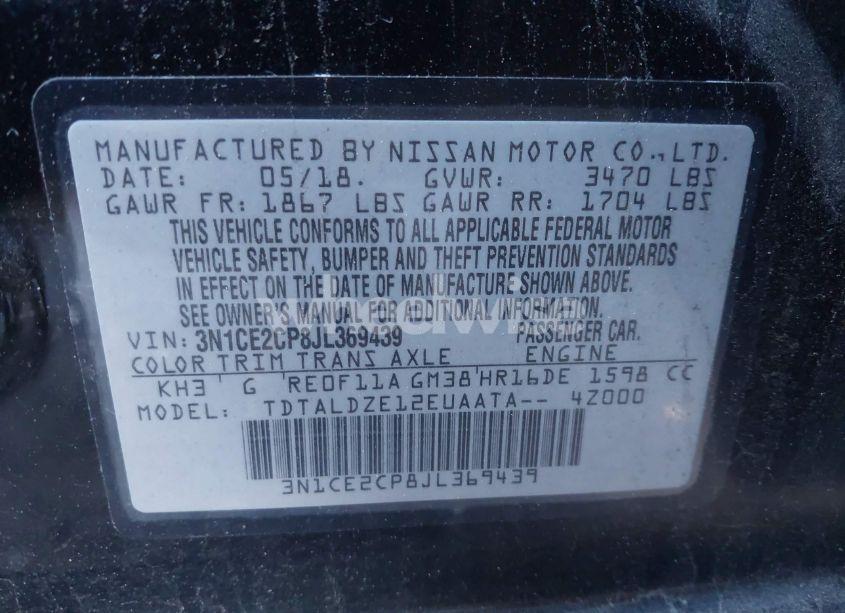 MANUFACTURED BY NISSAN MOTOR CO.,LTD.
DATE: 05/18. GVWR: 3470 LBS
GAWR FR: 1867 LBS GAWR RR: 1704 LBS
THIS VEHICLE CONFORMS TO ALL APPLICABLE FEDERAL MOTOR
VEHICLE SAFETY, BUMPER AND THEFT PREVENTION STANDARDS
IN EFFECT ON THE DATE OF MANUFACTURE SHOWN ABOVE.
SEE OWNER'S MANUAL FOR ADDITIONAL INFORMATION.
VIN: 3N1CE2CP8JL369439 PASSENGER CAR.
COLOR TRIM TRANS AXLE ENGINE
KH3 G RE0F11A GM38 HR16DE 1598 CC
MODEL: TDTALDZE12EUAATA-- 4Z000
3N1CE2CP8JL369439